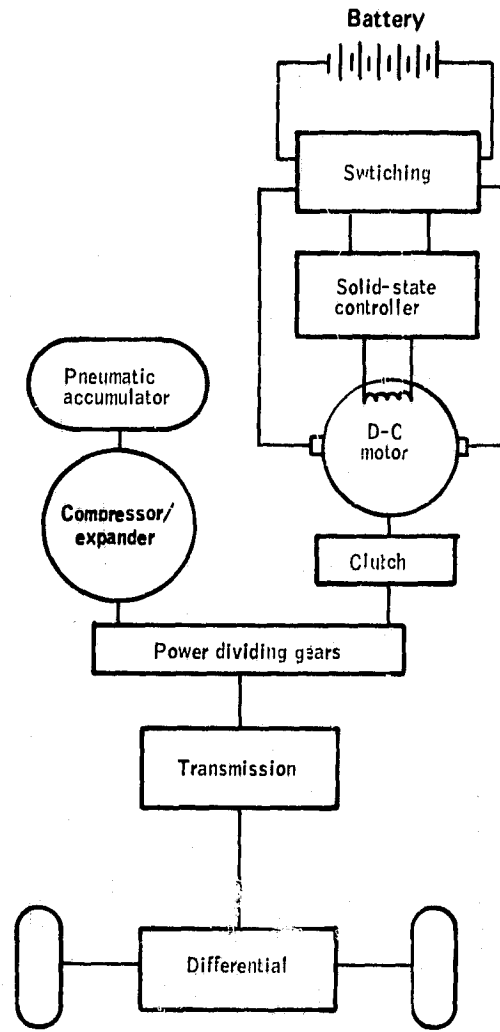 Battery
Swtiching
Solid-state
controller
Pneumatic
accumulator
D-C
motor
Compressor/
expander
Clutch
Power dividing gears
Transmission
Differential